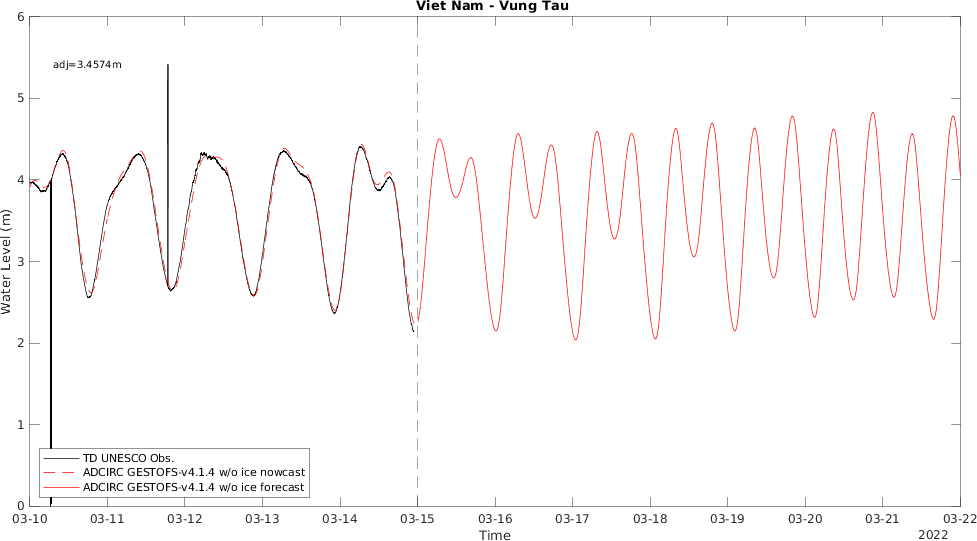 Viet Nam - Vung Tau
6
adj=3.4574m
5
4
3
2
1
0
Water Level (m)
TD UNESCO Obs.
ADCIRC GESTOFS-v4.1.4 w/o ice nowcast
ADCIRC GESTOFS-v4.1.4 w/o ice forecast
03-10 03-11 03-12 03-13 03-14 03-15 03-16 03-17 03-18 03-19 03-20 03-21 03-22
Time
2022